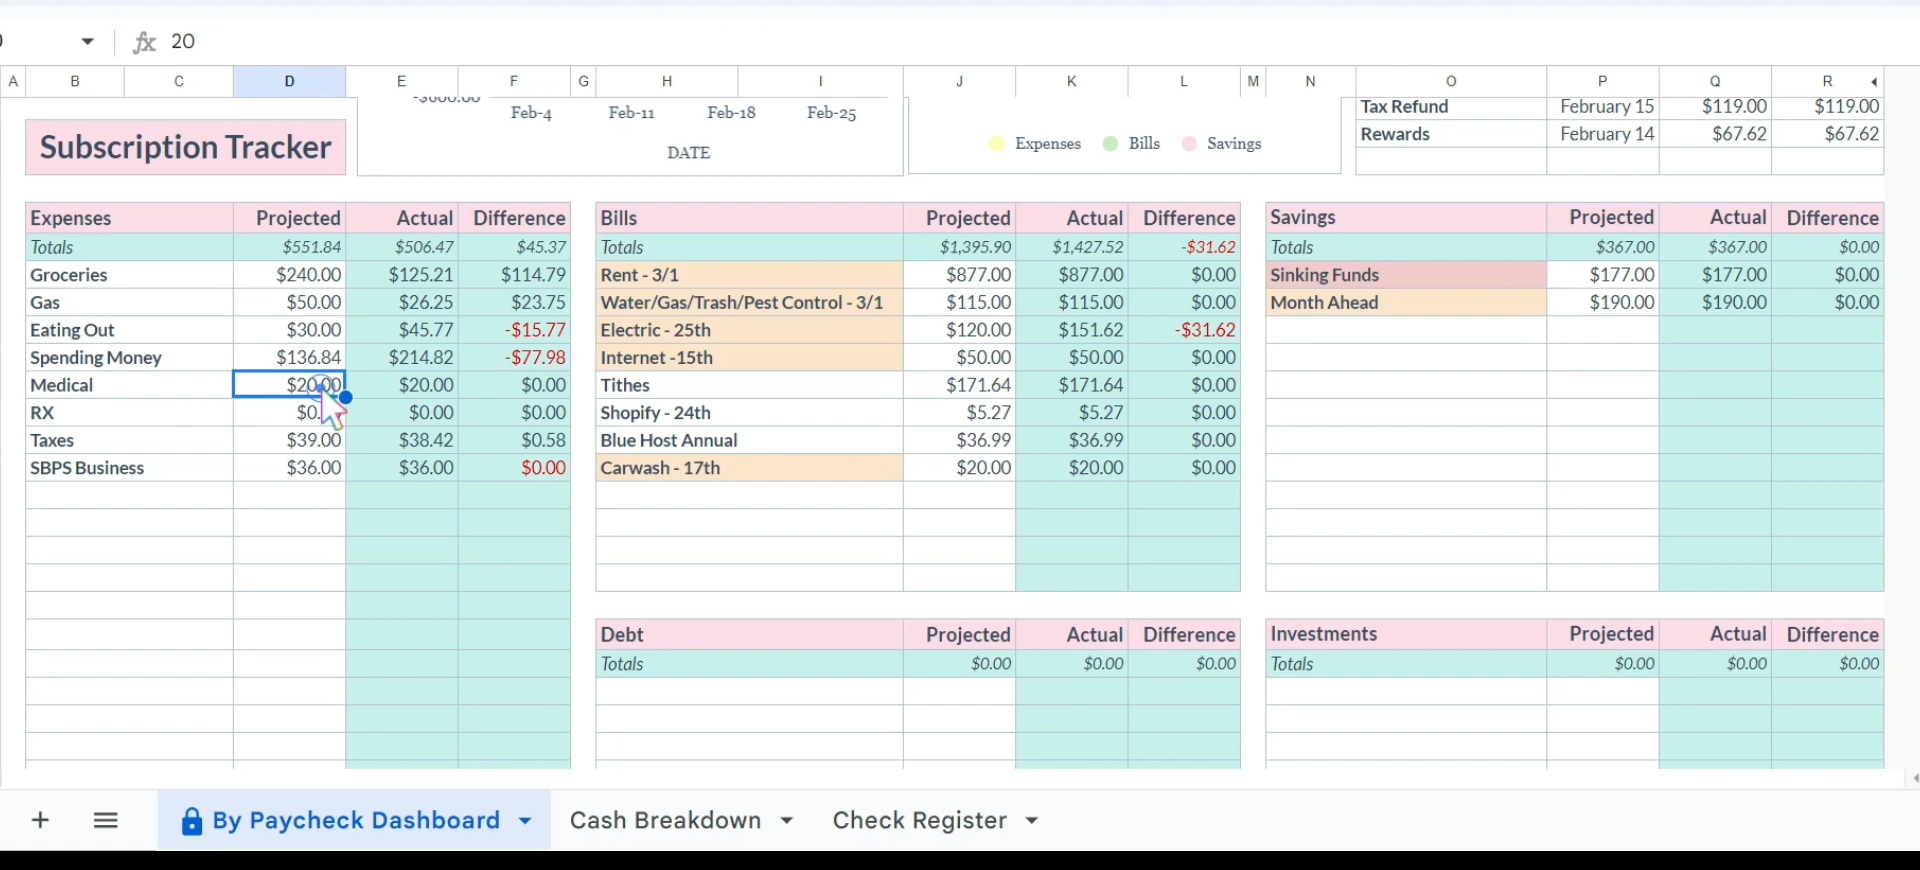 20
A B C D E F G H I J K L M N O P Q R
Feb-4 Feb-11 Feb-18 Feb-25
DATE
Expenses Bills Savings
Tax Refund February 15 $119.00 $119.00
Rewards February 14 $67.62 $67.62
Subscription Tracker
Expenses Projected Actual Difference
Totals $551.84 $506.47 $45.37
Groceries $240.00 $125.21 $114.79
Gas $50.00 $26.25 $23.75
Eating Out $30.00 $45.77 -$15.77
Spending Money $136.84 $214.82 -$77.98
Medical $20.00 $20.00 $0.00
RX $0. $0.00 $0.00
Taxes $39.00 $38.42 $0.58
SBPS Business $36.00 $36.00 $0.00
Bills Projected Actual Difference
Totals $1,395.90 $1,427.52 -$31.62
Rent - 3/1 $877.00 $877.00 $0.00
Water/Gas/Trash/Pest Control - 3/1 $115.00 $115.00 $0.00
Electric - 25th $120.00 $151.62 -$31.62
Internet -15th $50.00 $50.00 $0.00
Tithes $171.64 $171.64 $0.00
Shopify - 24th $5.27 $5.27 $0.00
Blue Host Annual $36.99 $36.99 $0.00
Carwash - 17th $20.00 $20.00 $0.00
Savings Projected Actual Difference
Totals $367.00 $367.00 $0.00
Sinking Funds $177.00 $177.00 $0.00
Month Ahead $190.00 $190.00 $0.00
Debt Projected Actual Difference
Totals $0.00 $0.00 $0.00
Investments Projected Actual Difference
Totals $0.00 $0.00 $0.00
By Paycheck Dashboard Cash Breakdown Check Register